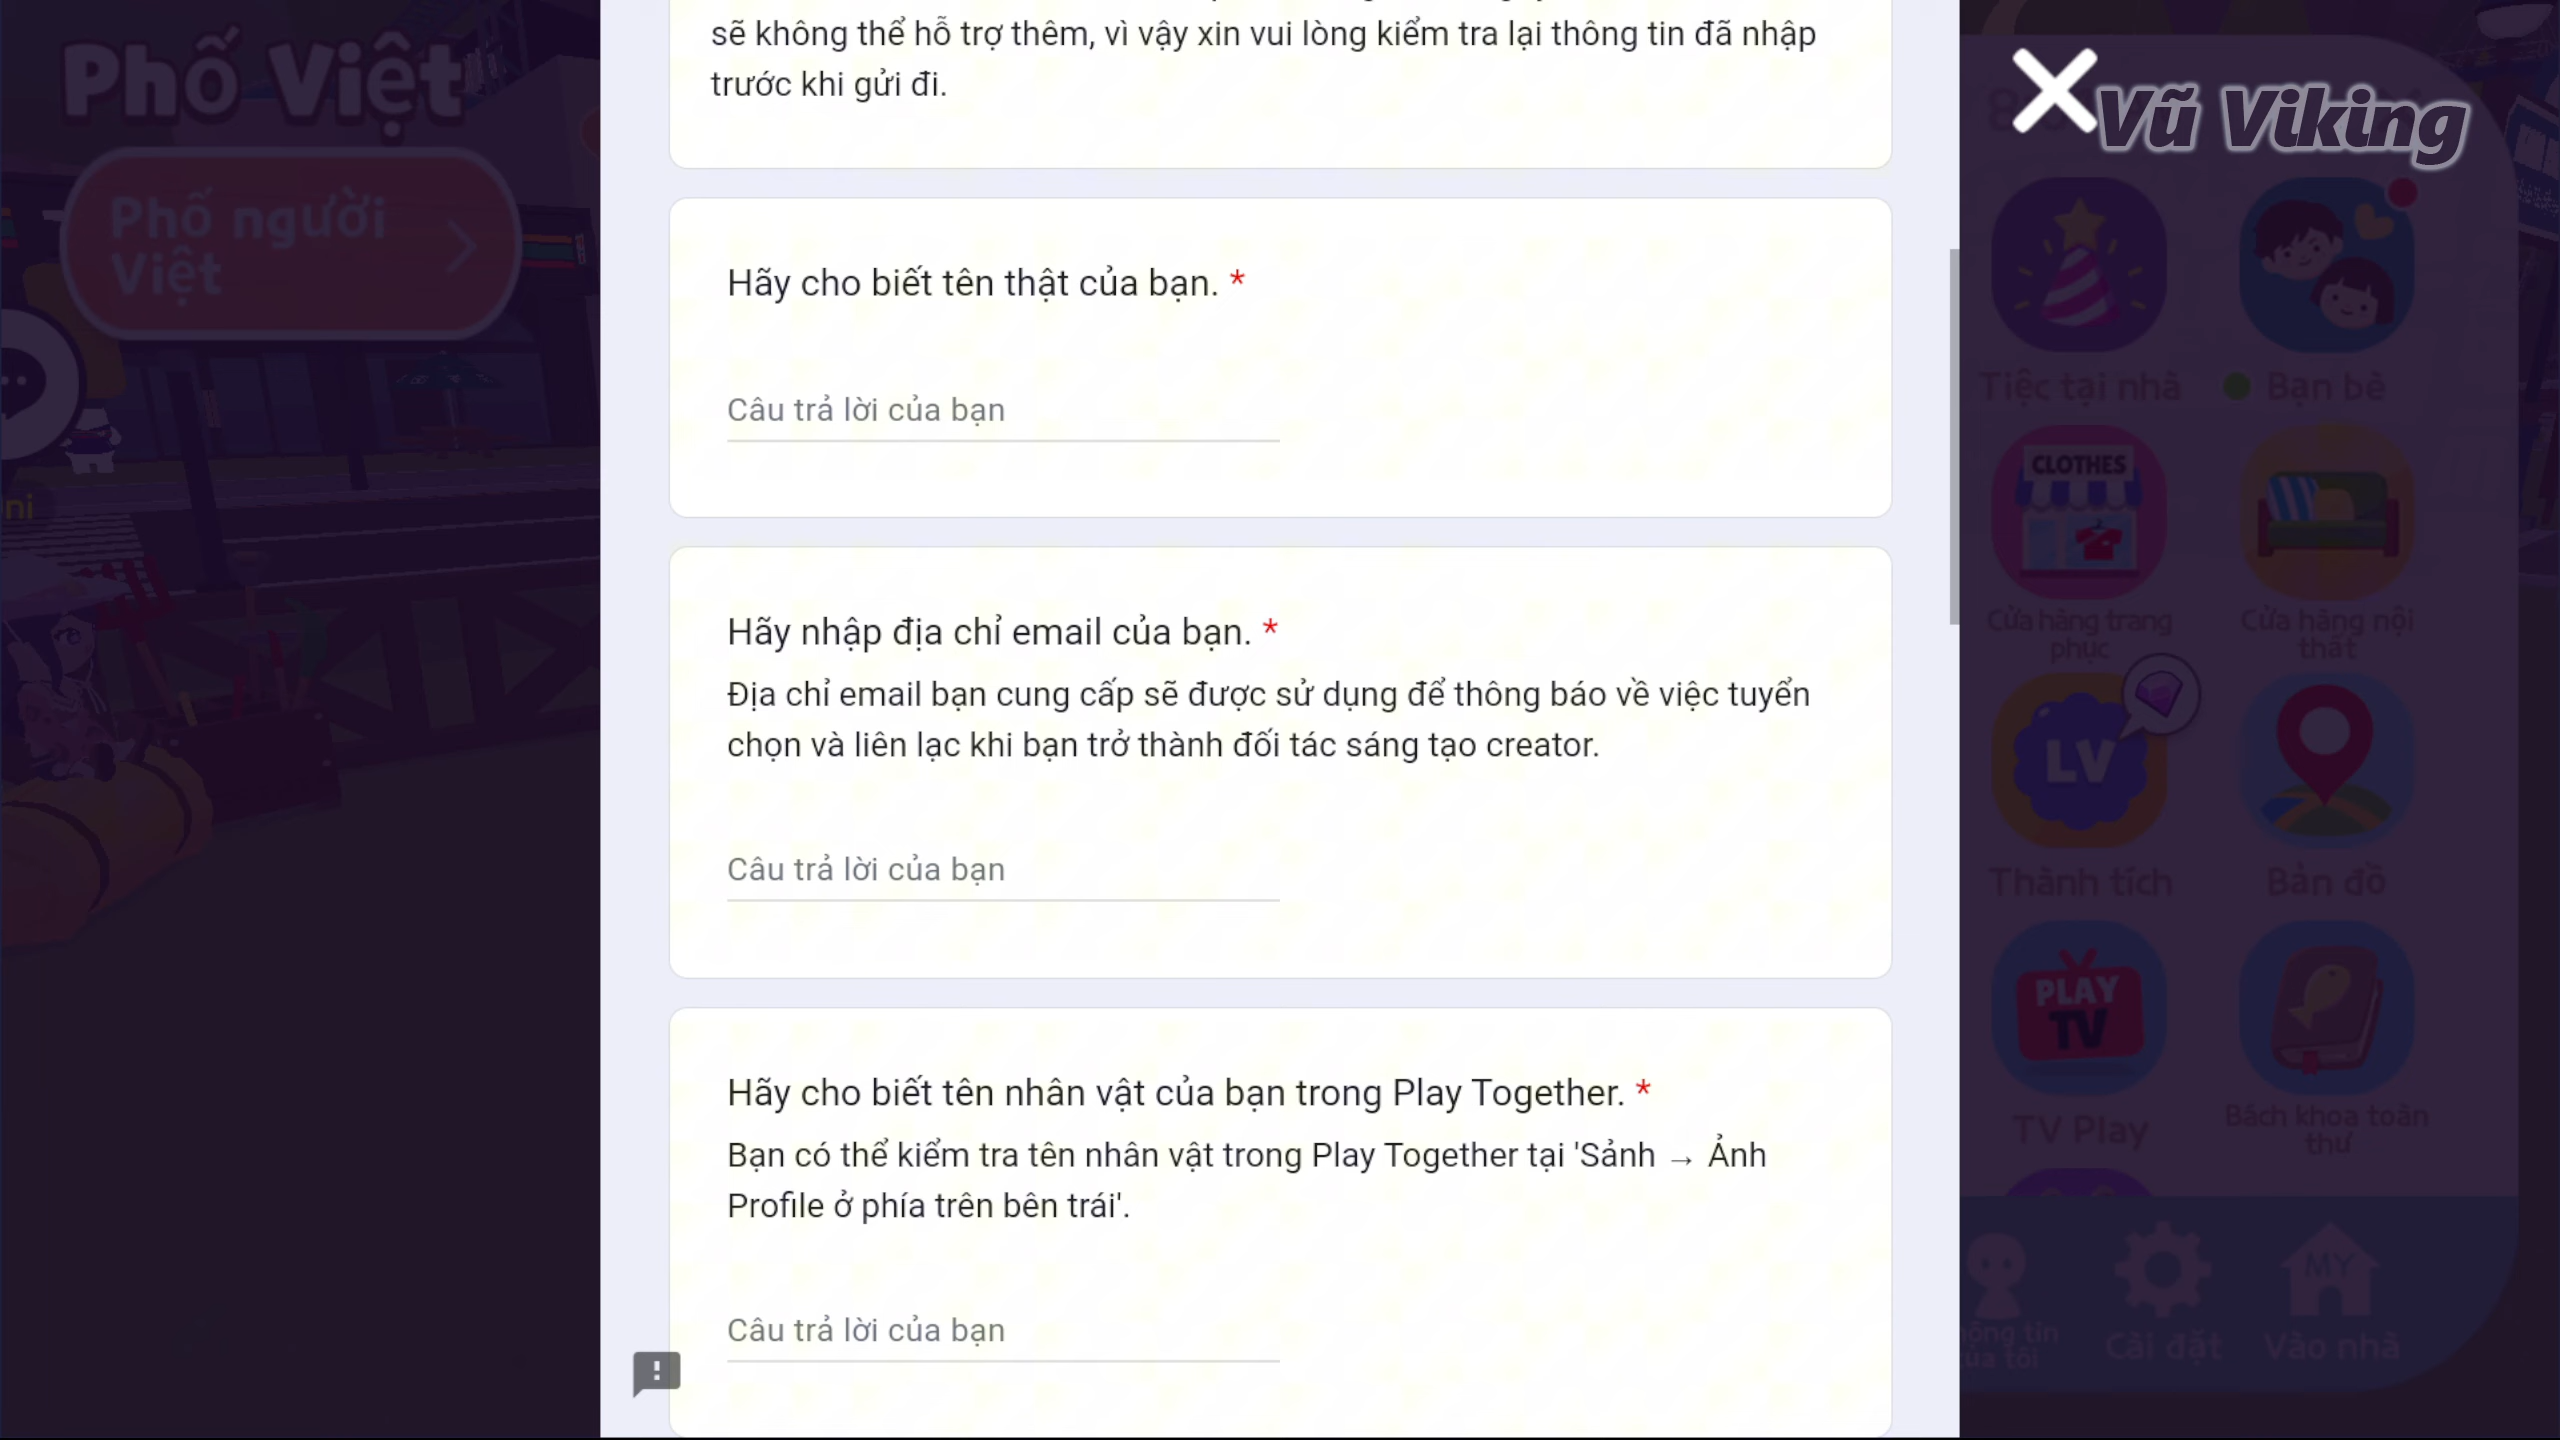 Phố Việt
Phố người
Việt
ni
sẽ không thể hỗ trợ thêm, vì vậy xin vui lòng kiểm tra lại thông tin đã nhập
trước khi gửi đi.
Hãy cho biết tên thật của bạn. *
Câu trả lời của bạn
Hãy nhập địa chỉ email của bạn. *
Địa chỉ email bạn cung cấp sẽ được sử dụng để thông báo về việc tuyển
chọn và liên lạc khi bạn trở thành đối tác sáng tạo creator.
Câu trả lời của bạn
Hãy cho biết tên nhân vật của bạn trong Play Together. *
Bạn có thể kiểm tra tên nhân vật trong Play Together tại 'Sảnh → Ảnh
Profile ở phía trên bên trái'.
Câu trả lời của bạn
Vũ Viking
Tiệc tại nhà
Bạn bè
CLOTHES
Cửa hàng trang
phục
Cửa hàng nội
thất
LV
Thành tích
Bản đồ
PLAY
TV
TV Play
Bách khoa toàn
thư
MY
Cài đặt
Vào nhà